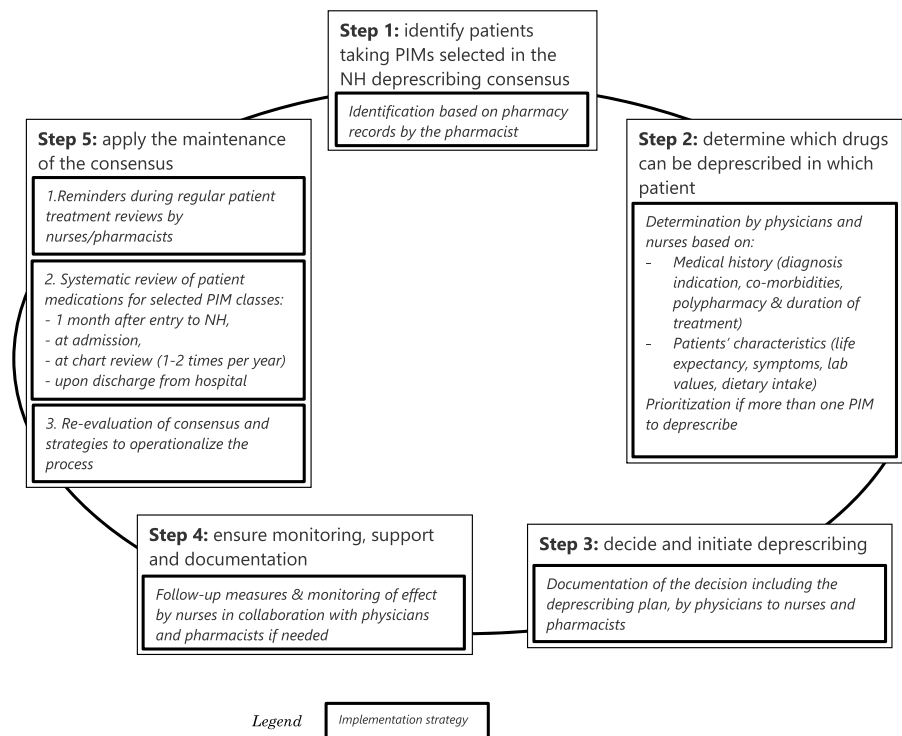 Step 1: identify patients
taking PIMs selected in the
NH deprescribing consensus
Identification based on pharmacy
records by the pharmacist
Step 2: determine which drugs
can be deprescribed in which
patient
Determination by physicians and
nurses based on:
- Medical history (diagnosis
indication, co-morbidities,
polypharmacy & duration of
treatment)
- Patients' characteristics (life
expectancy, symptoms, lab
values, dietary intake)
Prioritization if more than one PIM
to deprescribe
Step 3: decide and initiate deprescribing
Documentation of the decision including the
deprescribing plan, by physicians to nurses and
pharmacists
Step 4: ensure monitoring, support
and documentation
Follow-up measures & monitoring of effect
by nurses in collaboration with physicians
and pharmacists if needed
Step 5: apply the maintenance
of the consensus
1.Reminders during regular patient
treatment reviews by
nurses/pharmacists
2. Systematic review of patient
medications for selected PIM classes:
- 1 month after entry to NH,
- at admission,
- at chart review (1-2 times per year)
- upon discharge from hospital
3. Re-evaluation of consensus and
strategies to operationalize the
process
Legend
Implementation strategy